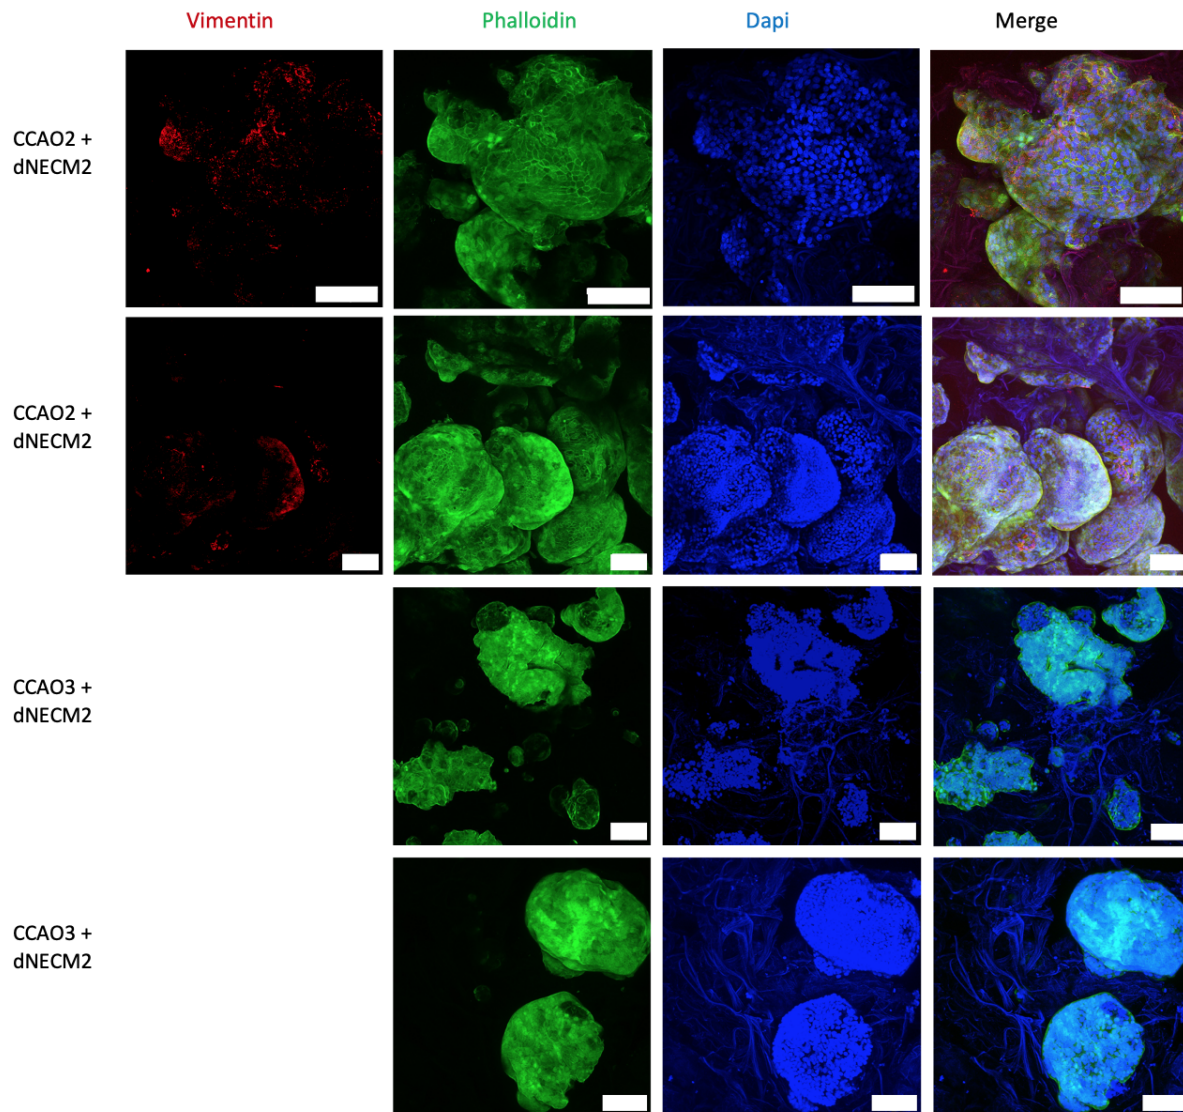 Vimentin Phalloidin Dapi Merge
CCAO2 +
dNECM2
CCAO2 +
dNECM2
CCAO3 +
dNECM2
CCAO3 +
dNECM2